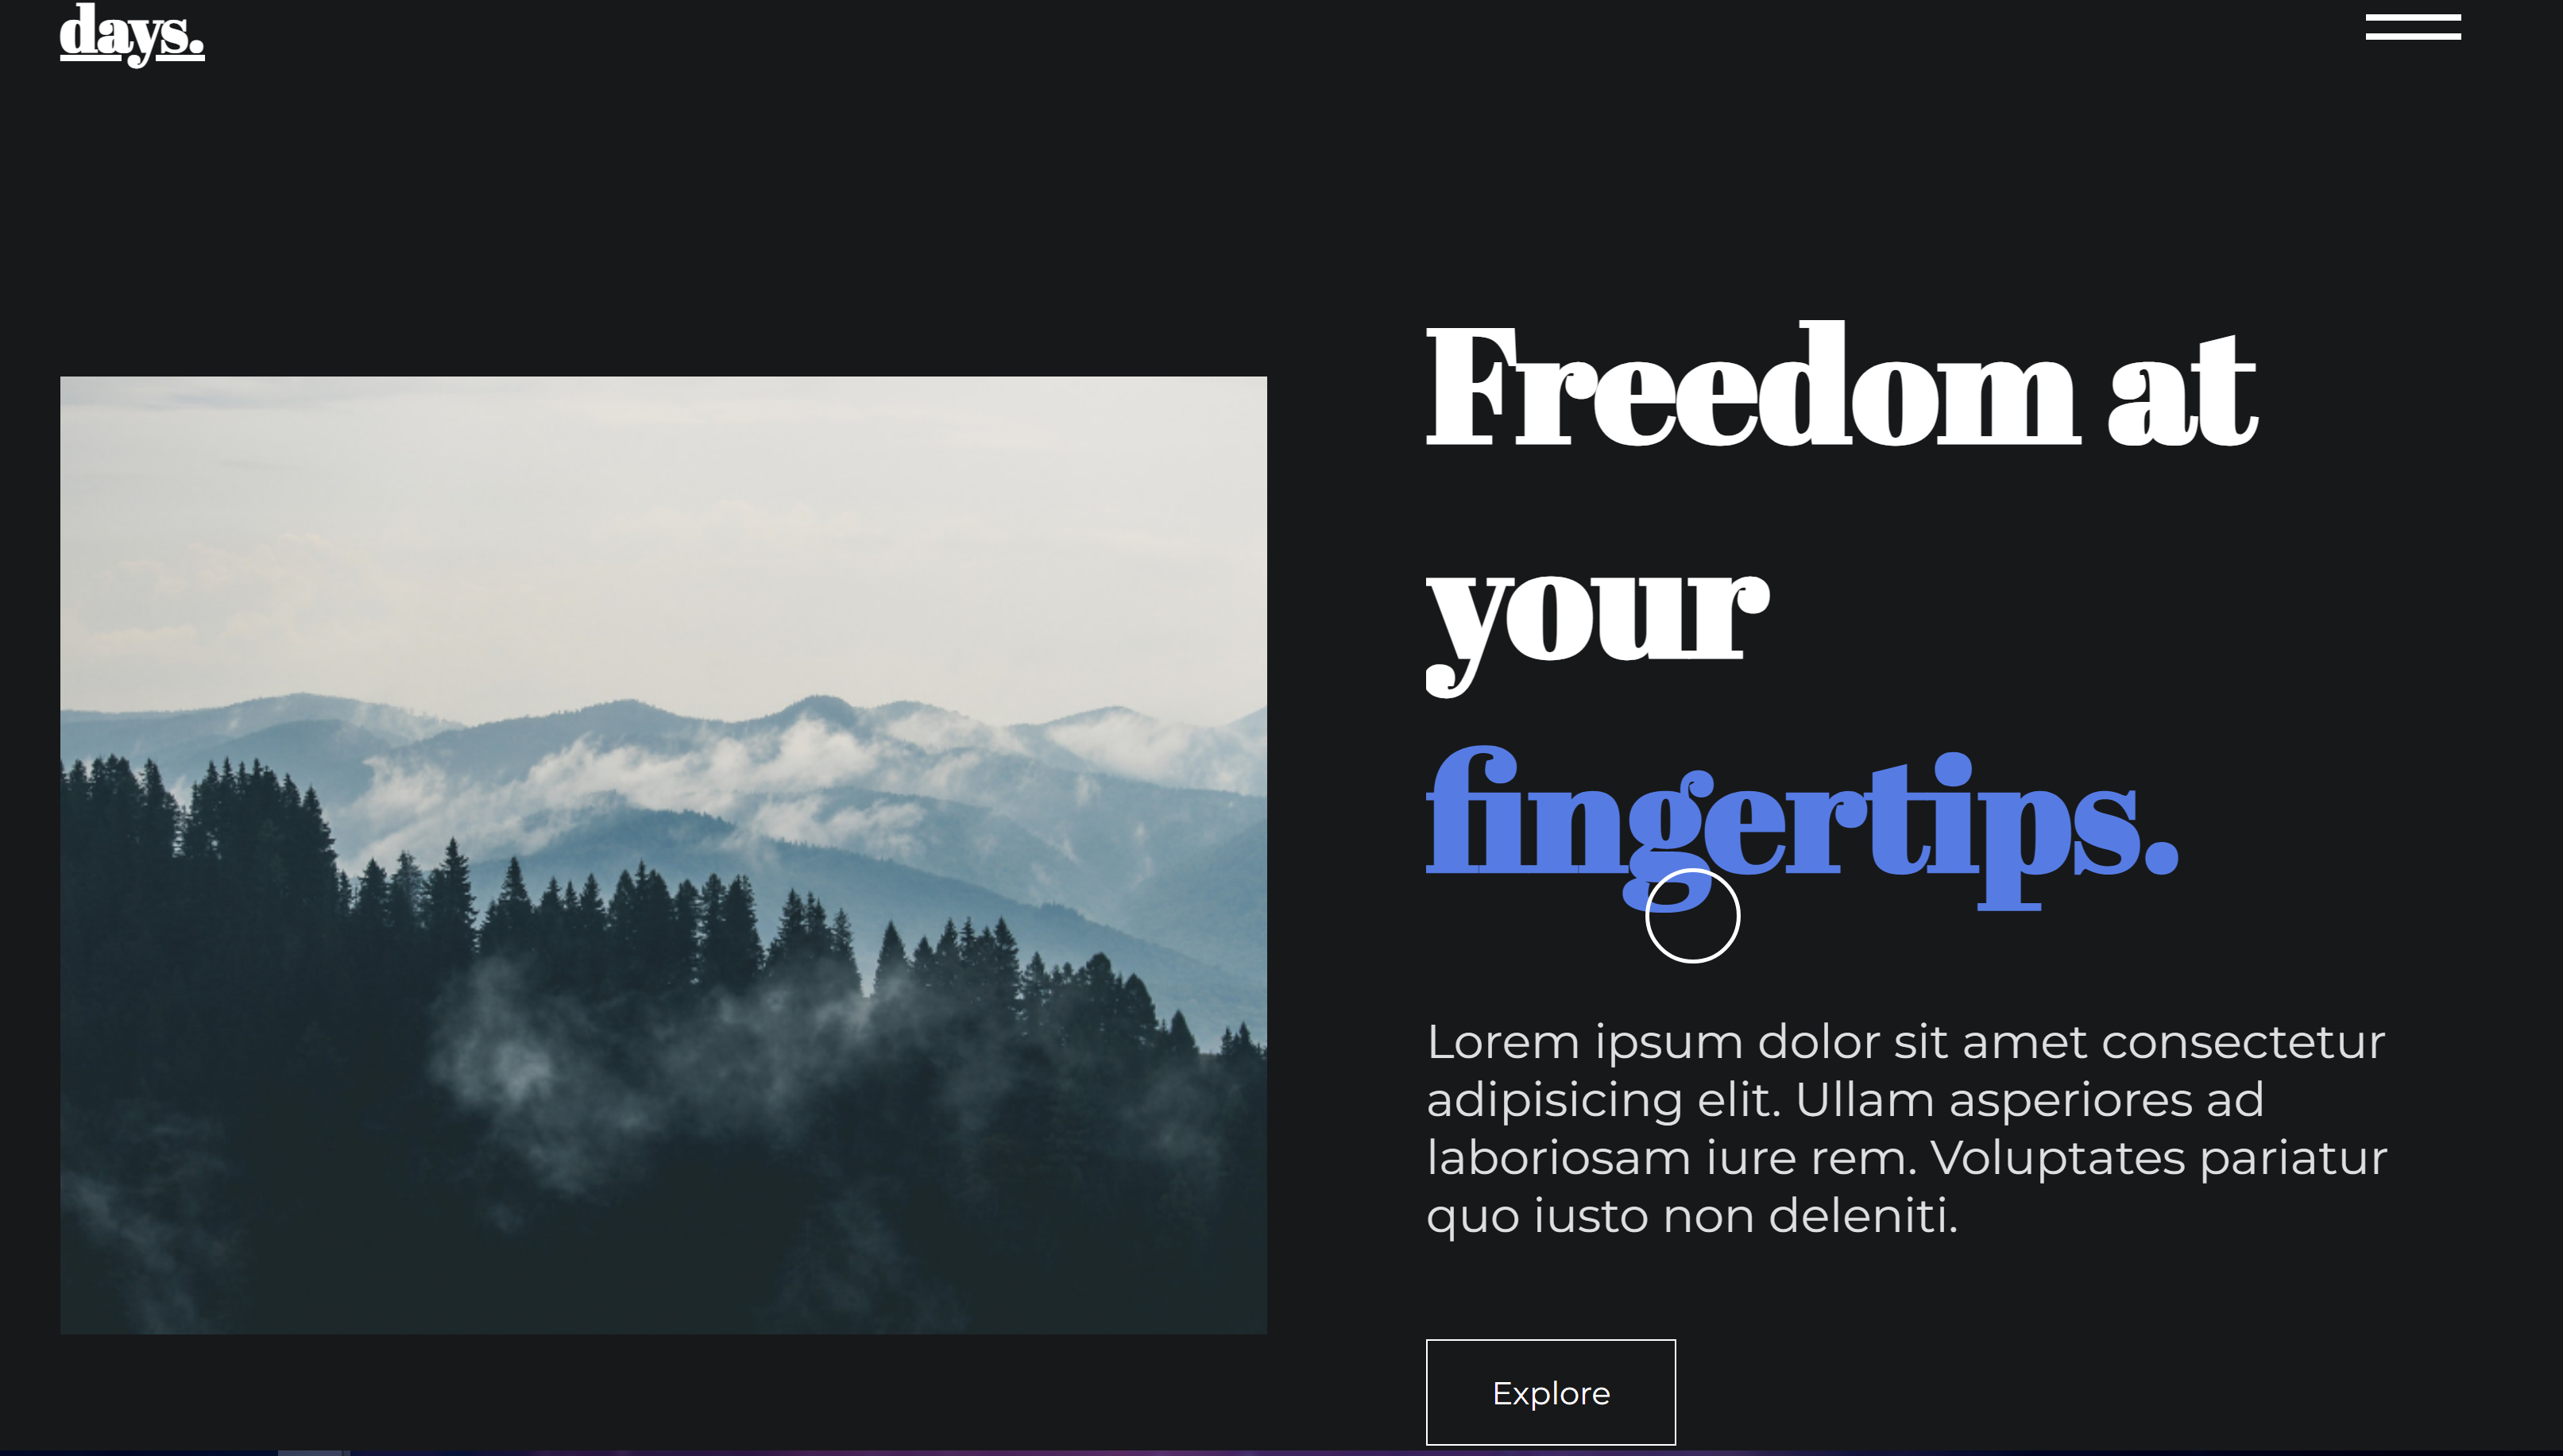 days.
Freedom at
your
fingertips.
Lorem ipsum dolor sit amet consectetur
adipisicing elit. Ullam asperiores ad
laboriosam iure rem. Voluptates pariatur
quo iusto non deleniti.
Explore